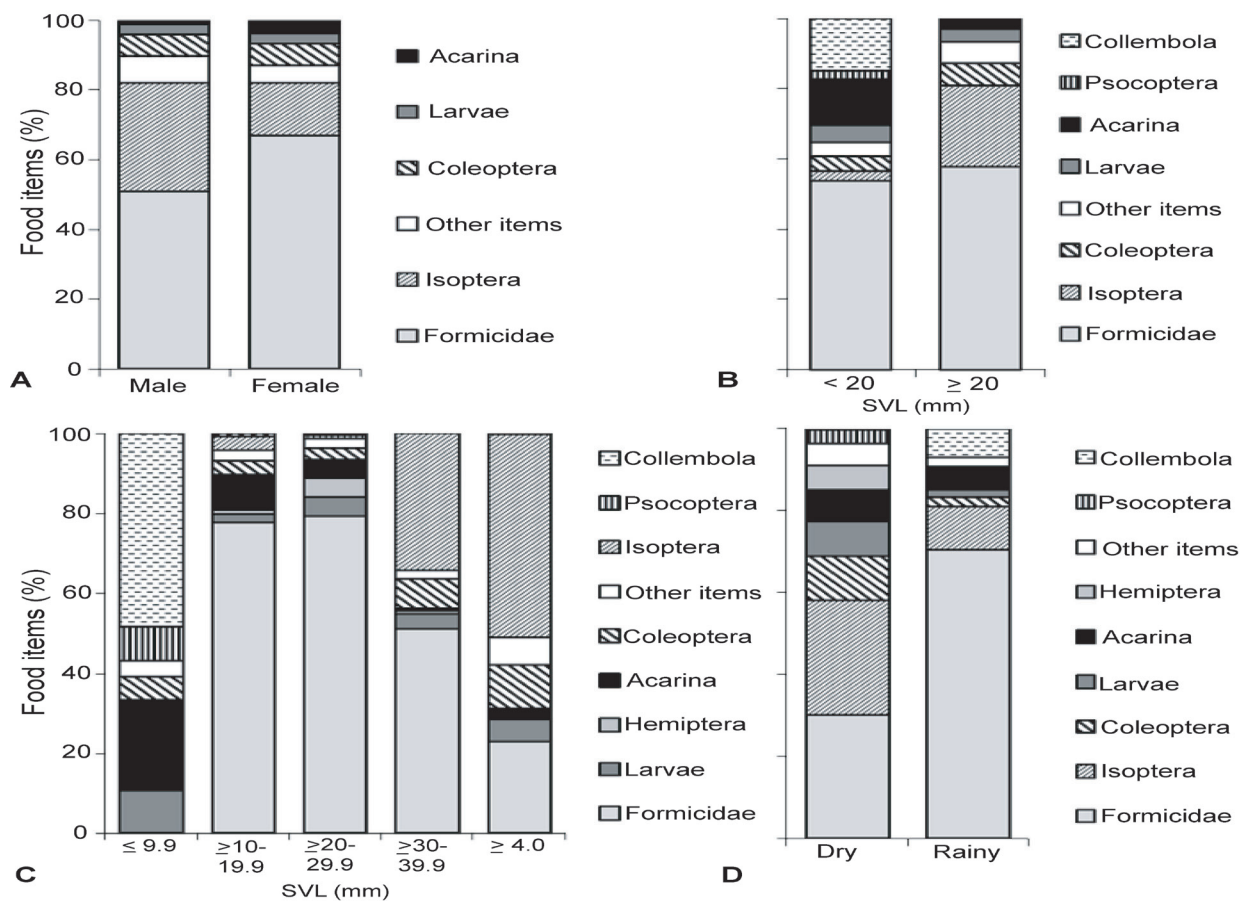 100
80
60
40
20
0
Food items (%)
Male
Female
A
Acarina
Larvae
Coleoptera
Other items
Isoptera
Formicidae
< 20
≥ 20
SVL (mm)
B
Collembola
Psocoptera
Acarina
Larvae
Other items
Coleoptera
Isoptera
Formicidae
100
80
60
40
20
0
Food items (%)
≤ 9.9
≥10-
19.9
≥20-
29.9
≥30-
39.9
≥ 4.0
SVL (mm)
C
Collembola
Psocoptera
Isoptera
Other items
Coleoptera
Acarina
Hemiptera
Larvae
Formicidae
Dry
Rainy
D
Collembola
Psocoptera
Other items
Hemiptera
Acarina
Larvae
Coleoptera
Isoptera
Formicidae